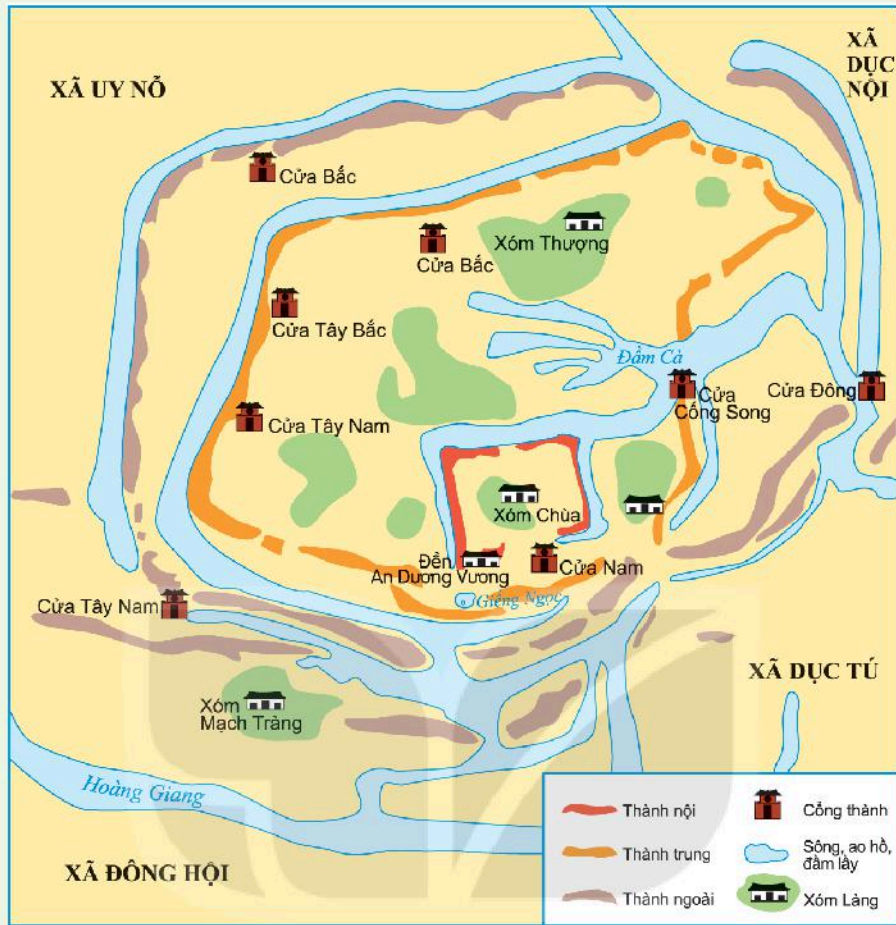 XÃ UY NỖ
XÃ
DỤC
NỘI
Cửa Bắc
Cửa Bắc
Xóm Thượng
Cửa Tây Bắc
Đầm Cả
Cửa
Cống Song
Cửa Đông
Cửa Tây Nam
Xóm Chùa
Đền
An Dương Vương
Cửa Nam
Giếng Ngọc
Cửa Tây Nam
XÃ DỤC TÚ
Xóm
Mạch Tràng
Hoàng Giang
XÃ ĐÔNG HỘI
Thành nội
Cổng thành
Thành trung
Sông, ao hồ,
đầm lầy
Thành ngoài
Xóm Làng